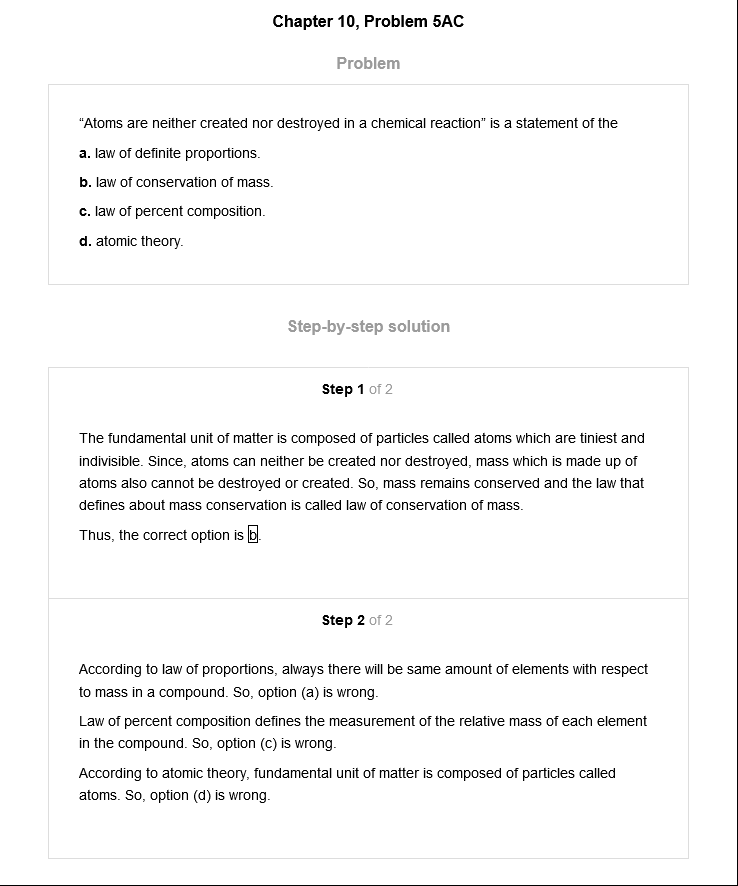 Chapter 10, Problem 5AC
Problem
“Atoms are neither created nor destroyed in a chemical reaction” is a statement of the
a. law of definite proportions.
b. law of conservation of mass.
c. law of percent composition.
d. atomic theory.
Step-by-step solution
Step 1 of 2
The fundamental unit of matter is composed of particles called atoms which are tiniest and
indivisible. Since, atoms can neither be created nor destroyed, mass which is made up of
atoms also cannot be destroyed or created. So, mass remains conserved and the law that
defines about mass conservation is called law of conservation of mass.
Thus, the correct option is b.
Step 2 of 2
According to law of proportions, always there will be same amount of elements with respect
to mass in a compound. So, option (a) is wrong.
Law of percent composition defines the measurement of the relative mass of each element
in the compound. So, option (c) is wrong.
According to atomic theory, fundamental unit of matter is composed of particles called
atoms. So, option (d) is wrong.